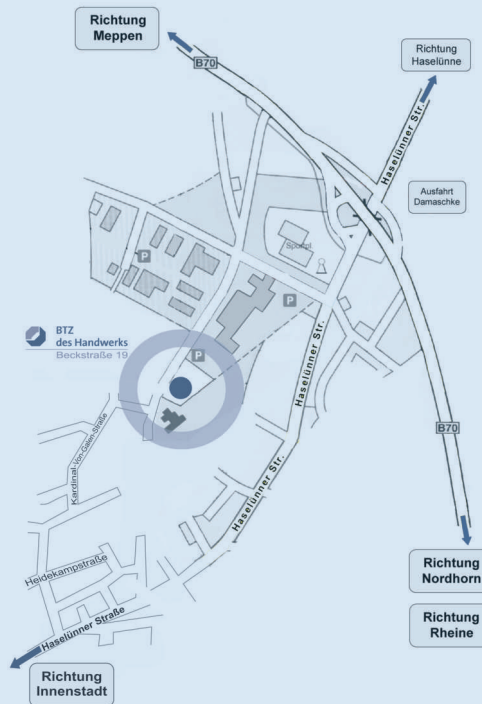 Richtung
Meppen
B70
Richtung
Haselünne
Haselünner Str.
Ausfahrt
Damaschke
Sportpl.
P
P
P
BTZ
des Handwerks
Beckstraße 19
Haselünner Str.
B70
Kardinal-von-Galen-Straße
Haselünner Str.
Heidekampstraße
Haselünner Straße
Richtung
Nordhorn
Richtung
Rheine
Richtung
Innenstadt